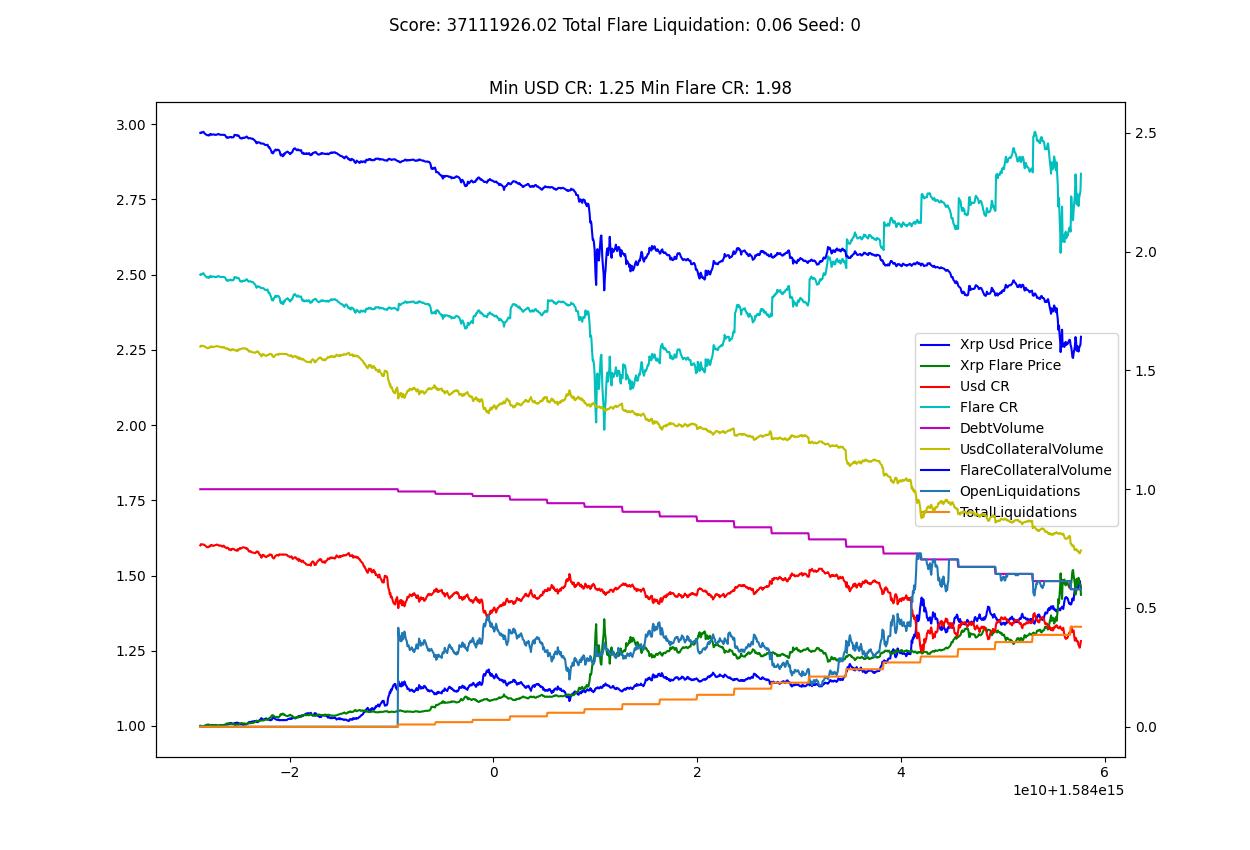 Score: 37111926.02 Total Flare Liquidation: 0.06 Seed: 0
Min USD CR: 1.25 Min Flare CR: 1.98
3.00
2.75
2.50
2.25
2.00
1.75
1.50
1.25
1.00
2.5
2.0
1.5
1.0
0.5
0.0
Xrp Usd Price
Xrp Flare Price
Usd CR
Flare CR
DebtVolume
UsdCollateralVolume
FlareCollateralVolume
OpenLiquidations
TotalLiquidations
−2 0 2 4 6
1e10+1.584e15